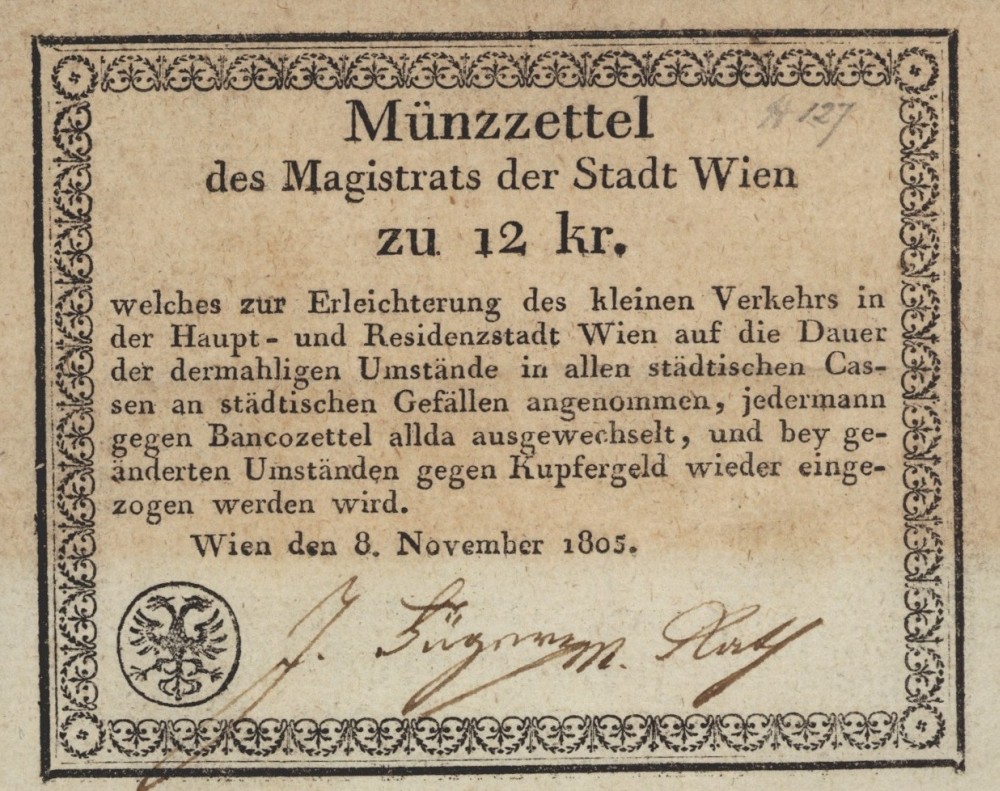 127
Münzzettel
des Magistrats der Stadt Wien
zu 12 kr.
welches zur Erleichterung des kleinen Verkehrs in
der Haupt- und Residenzstadt Wien auf die Dauer
der dermahligen Umstände in allen städtischen Cas-
sen an städtischen Gefällen angenommen, jedermann
gegen Bancozettel allda ausgewechselt, und bey ge-
änderten Umständen gegen Kupfergeld wieder einge-
zogen werden wird.
Wien den 8. November 1805.
J. M. Rath